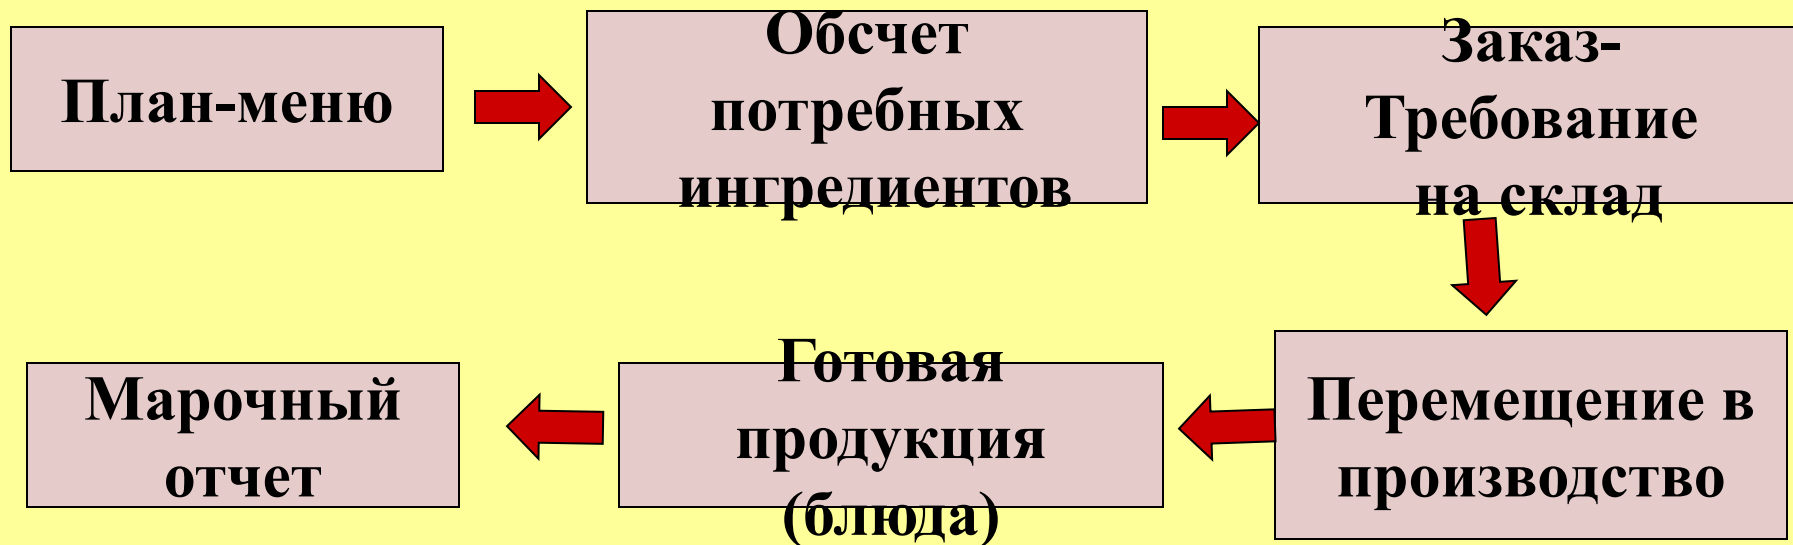 План-меню
Обсчет
потребных
ингредиентов
Заказ-
Требование
на склад
Марочный
отчет
Готовая
продукция
(блюда)
Перемещение в
производство